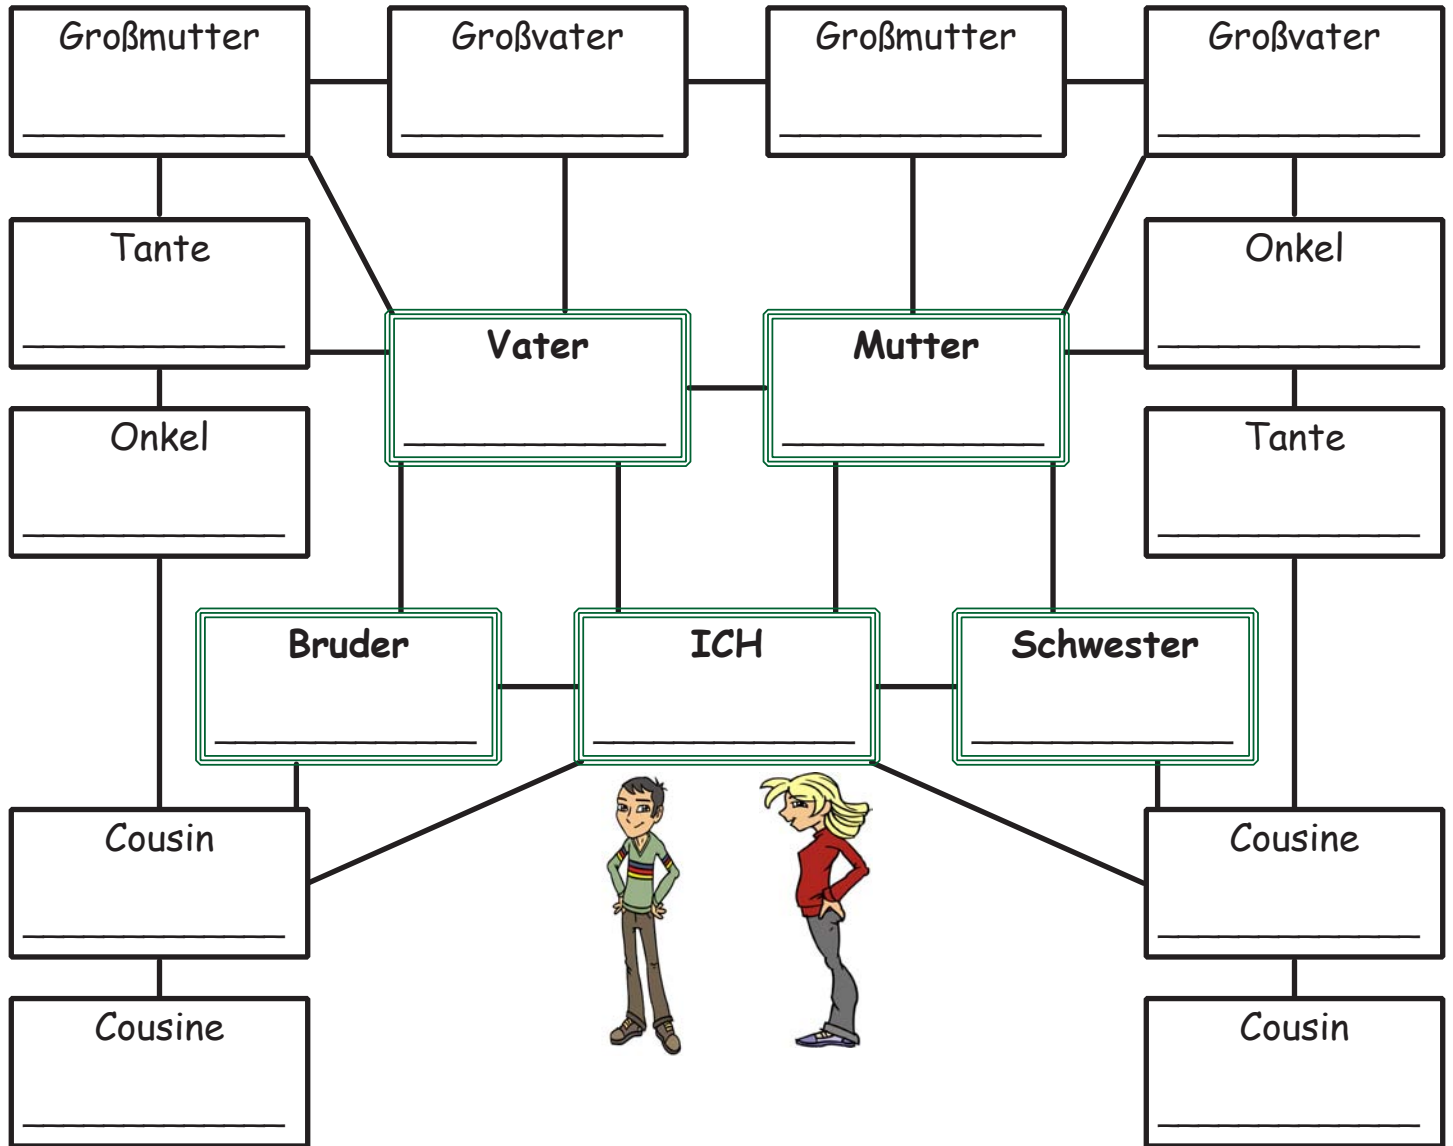 Großmutter
Großvater
Großmutter
Großvater
Tante
Onkel
Vater
Mutter
Onkel
Tante
Bruder
ICH
Schwester
Cousin
Cousine
Cousine
Cousin